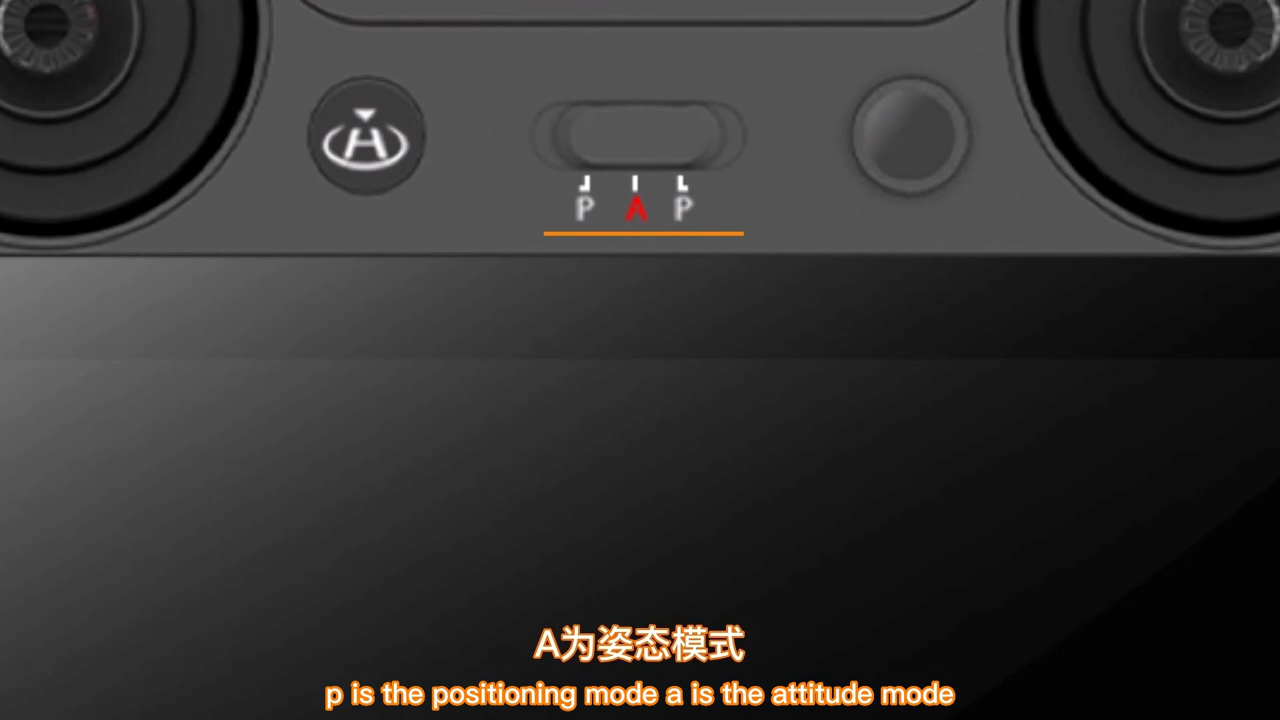 H
P A P
A为姿态模式
p is the positioning mode a is the attitude mode